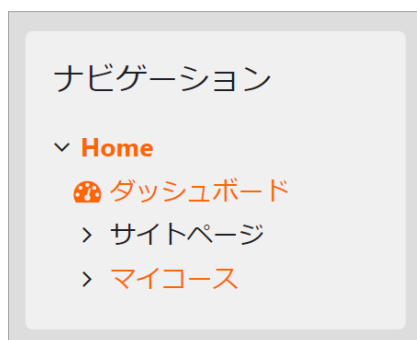 ナビゲーション
Home
ダッシュボード
サイトページ
マイコース